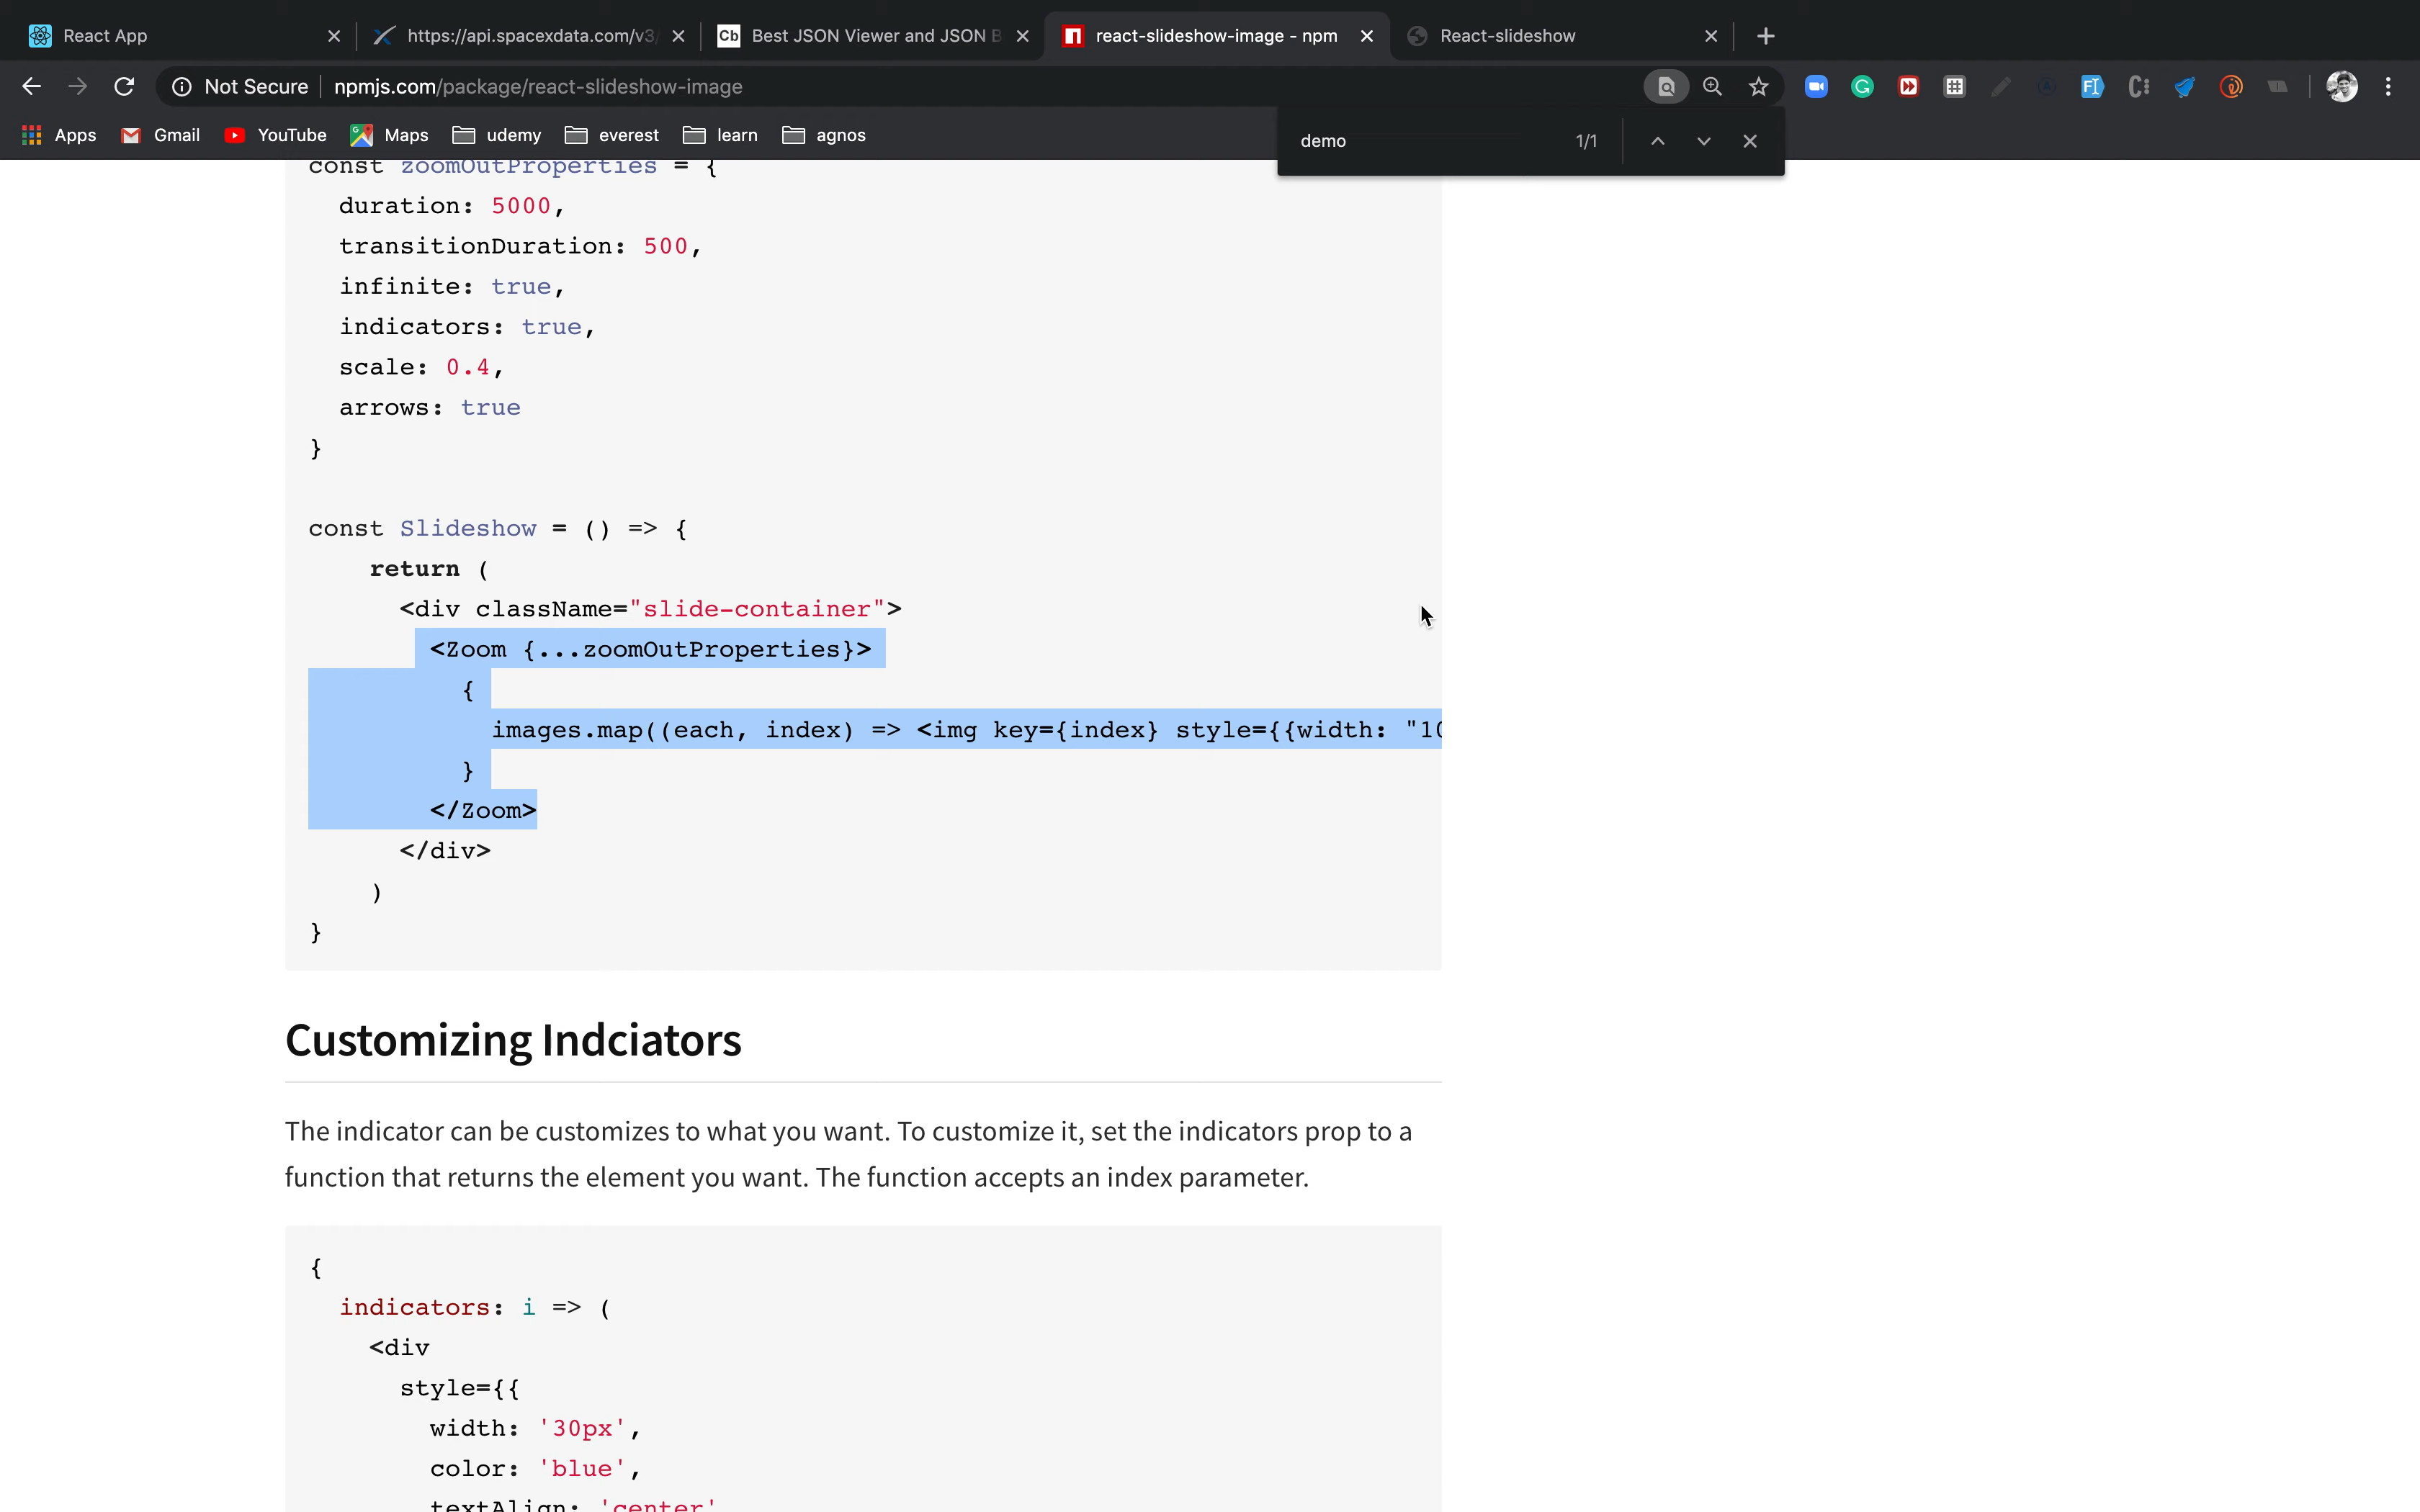 React App
https://api.spacexdata.com/v3/
Best JSON Viewer and JSON B
react-slideshow-image - npm
React-slideshow
Not Secure npmjs.com/package/react-slideshow-image
Apps Gmail YouTube Maps udemy everest learn agnos
demo 1/1
const zoomOutProperties = {
duration: 5000,
transitionDuration: 500,
infinite: true,
indicators: true,
scale: 0.4,
arrows: true
}
const Slideshow = () => {
return (
<div className="slide-container">
<Zoom {...zoomOutProperties}>
{
images.map((each, index) => <img key={index} style={{width: "10
}
</Zoom>
</div>
)
}
Customizing Indciators
The indicator can be customizes to what you want. To customize it, set the indicators prop to a
function that returns the element you want. The function accepts an index parameter.
{
indicators: i => (
<div
style={{
width: '30px',
color: 'blue',
textAlign: 'center'